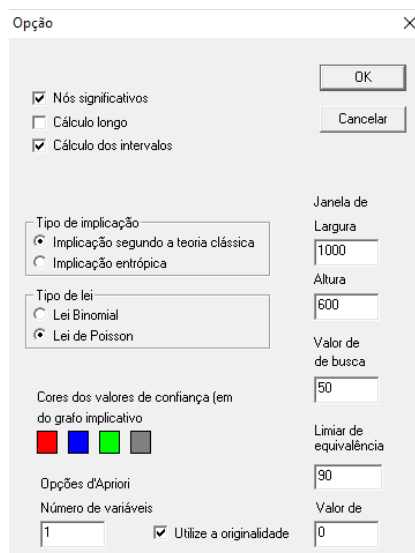 Opção
OK
Nós significativos
Cálculo longo
Cancelar
Cálculo dos intervalos
Janela de
Tipo de implicação
Largura
Implicação segundo a teoria clássica
1000
Implicação entrópica
Altura
Tipo de lei
600
Lei Binomial
Lei de Poisson
Valor de
de busca
50
Cores dos valores de confiança (em
do grafo implicativo
Limiar de
equivalência
90
Opções d'Apriori
Número de variáveis
Valor de
1
Utilize a originalidade
0